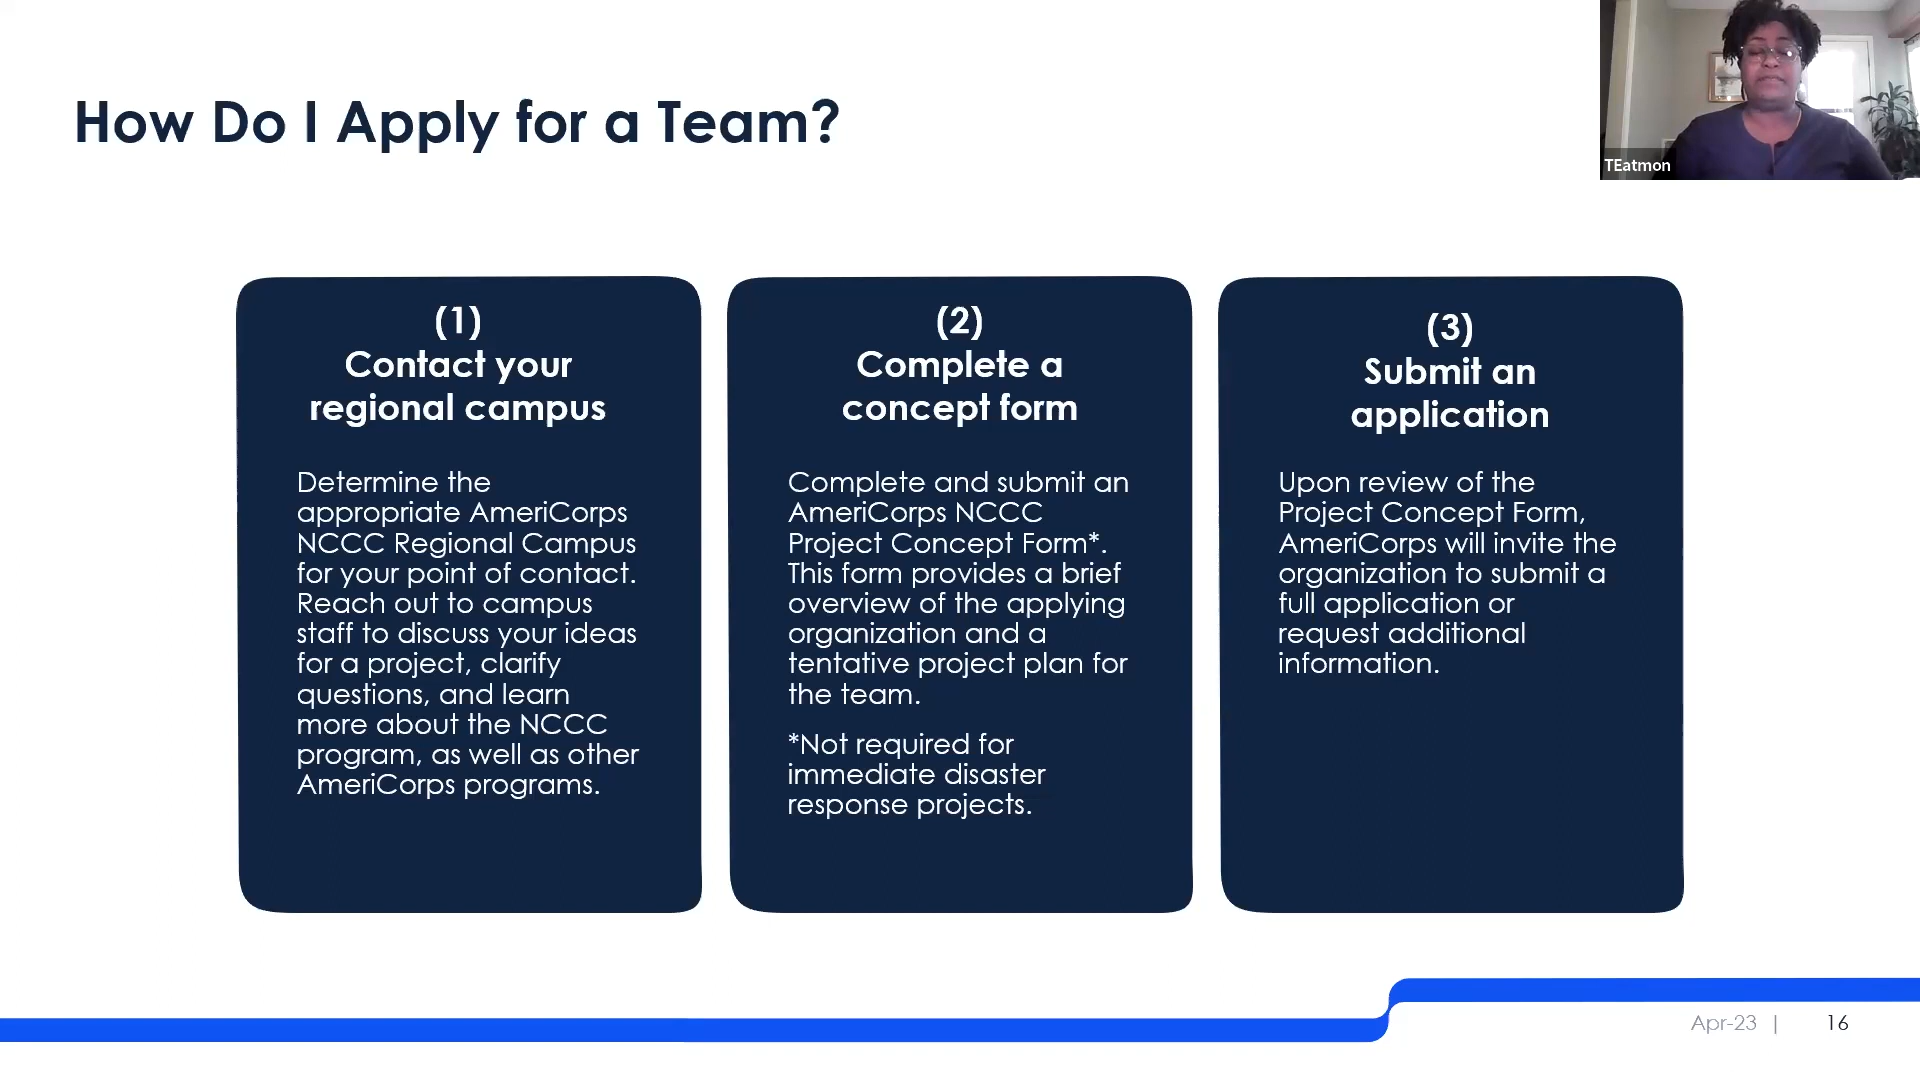 How Do I Apply for a Team?
TEatmon
(1)
Contact your
regional campus
Determine the
appropriate AmeriCorps
NCCC Regional Campus
for your point of contact.
Reach out to campus
staff to discuss your ideas
for a project, clarify
questions, and learn
more about the NCCC
program, as well as other
AmeriCorps programs.
(2)
Complete a
concept form
Complete and submit an
AmeriCorps NCCC
Project Concept Form*.
This form provides a brief
overview of the applying
organization and a
tentative project plan for
the team.
*Not required for
immediate disaster
response projects.
(3)
Submit an
application
Upon review of the
Project Concept Form,
AmeriCorps will invite the
organization to submit a
full application or
request additional
information.
Apr-23 | 16